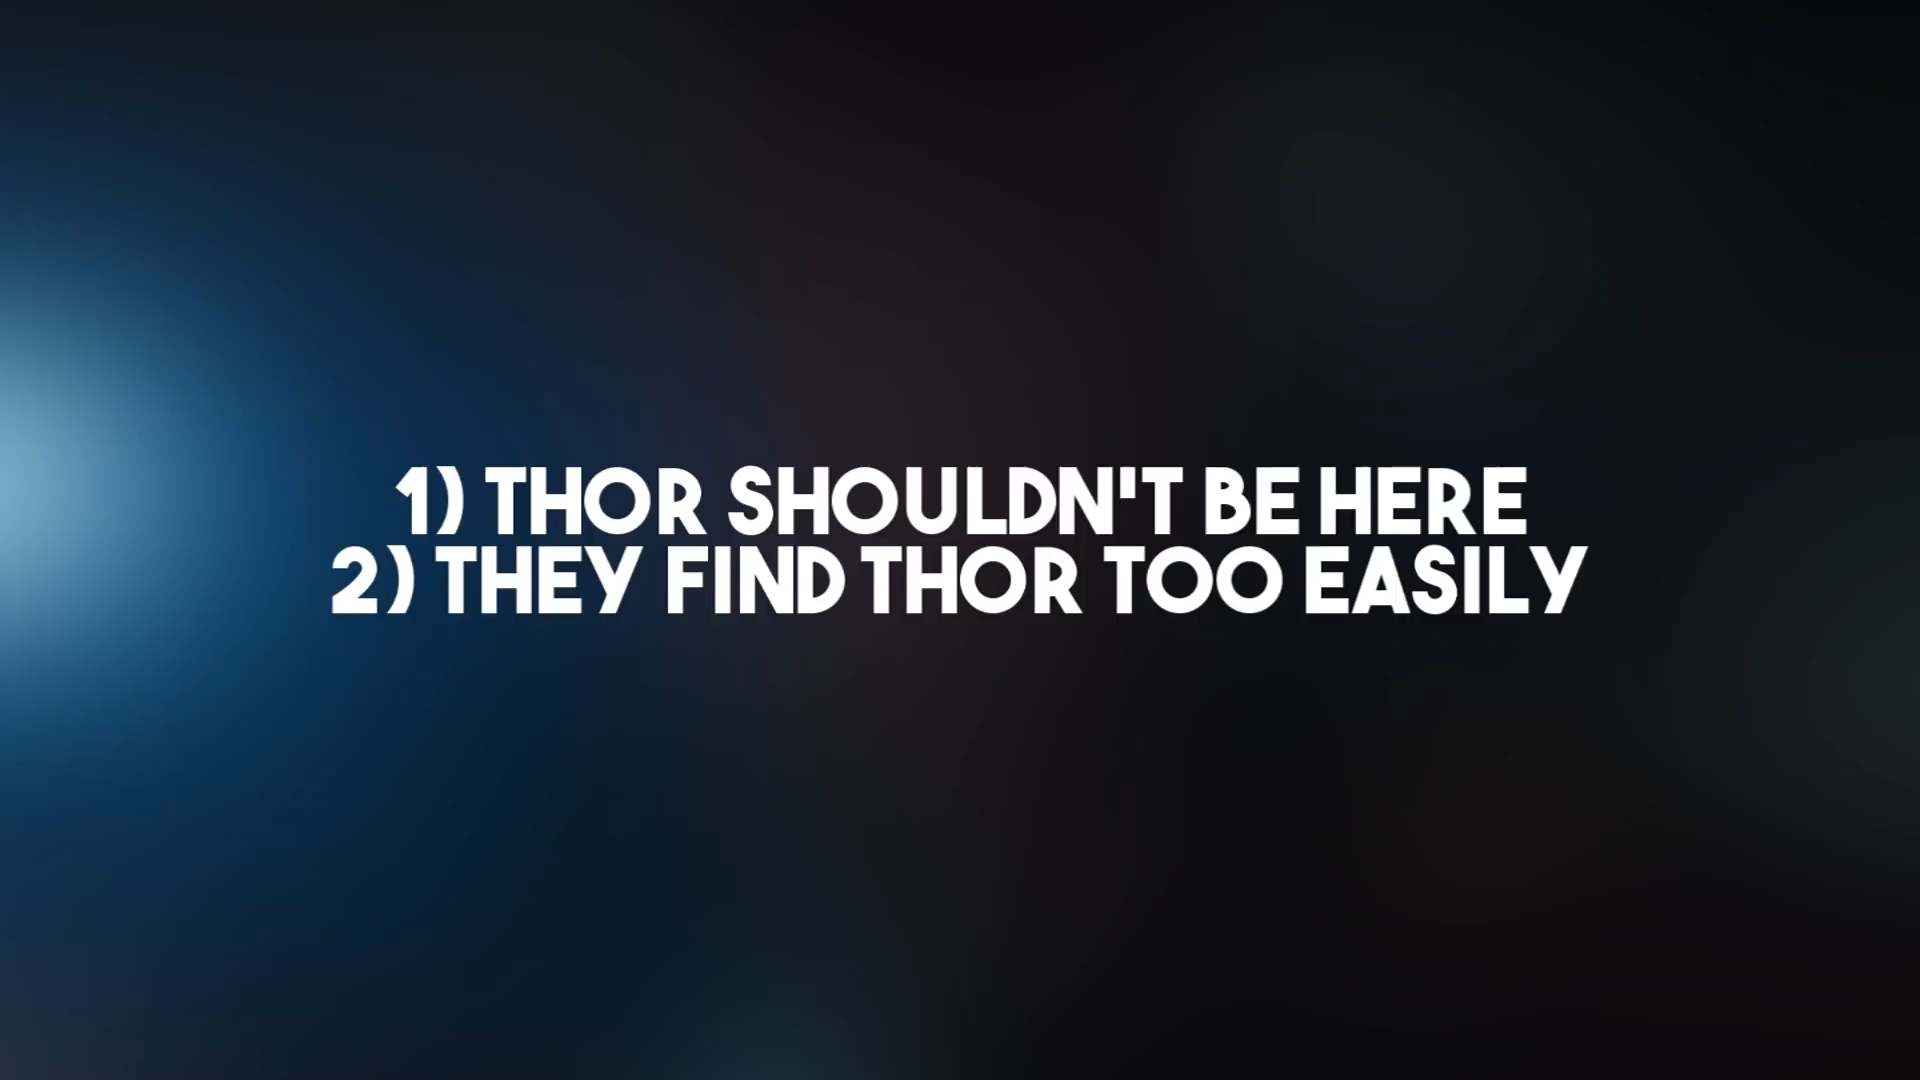 1) THOR SHOULDN'T BE HERE
2) THEY FIND THOR TOO EASILY